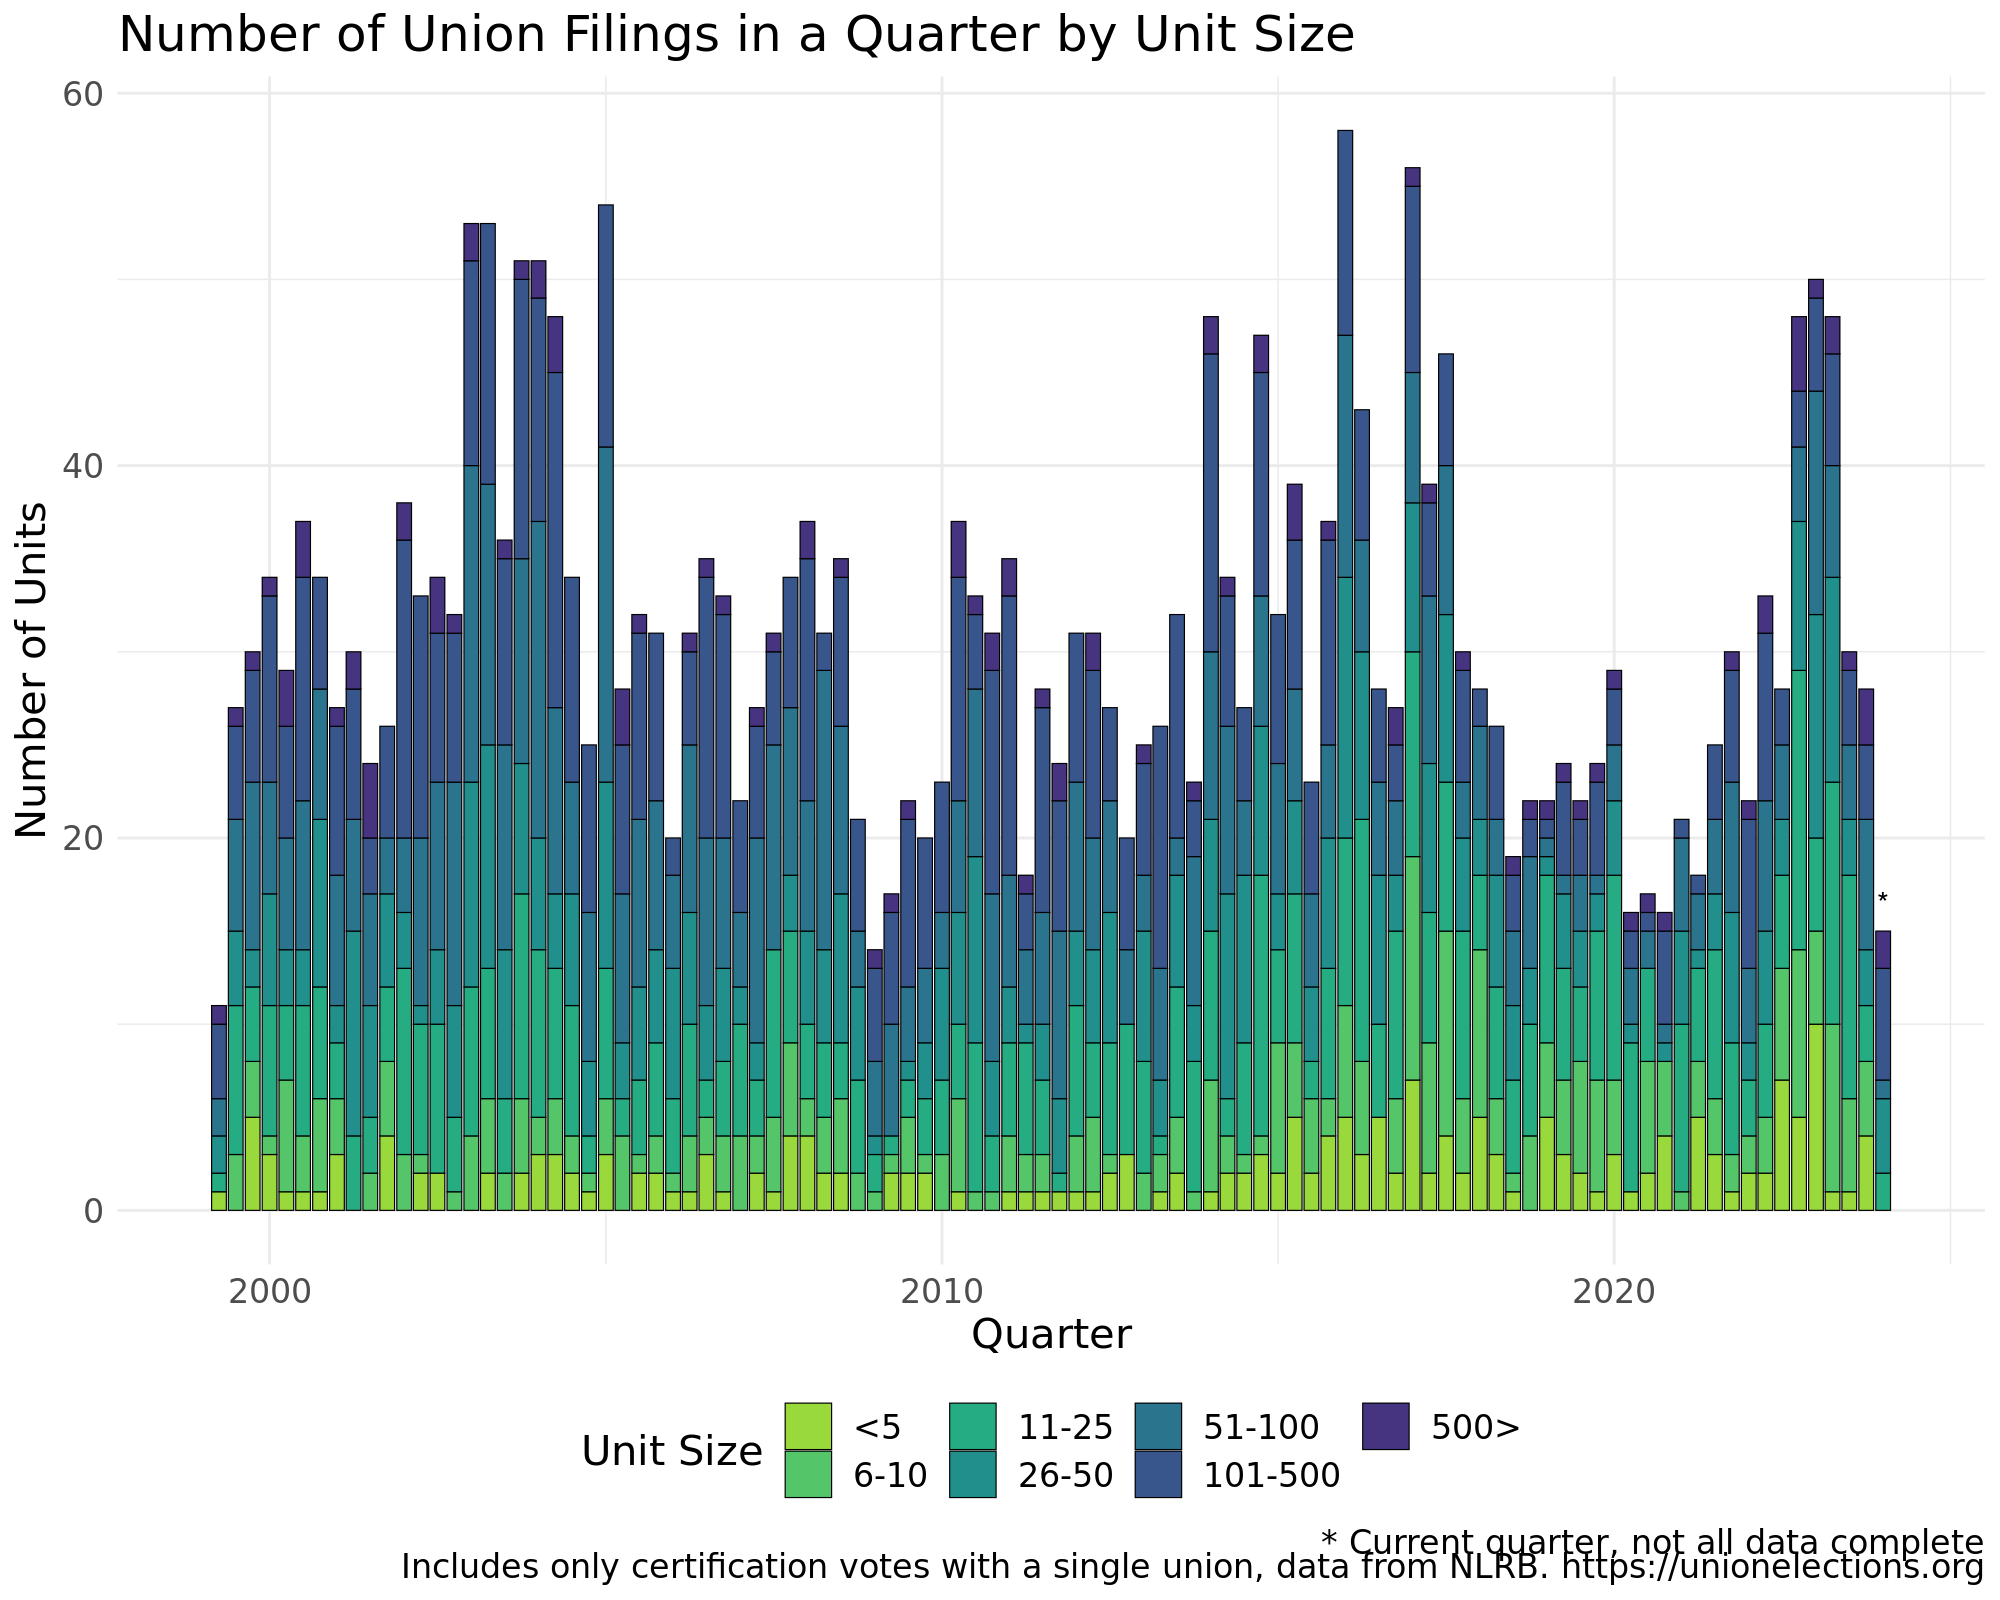 Number of Union Filings in a Quarter by Unit Size
60
40
20
0
Number of Units
*
2000 2010 2020
Quarter
Unit Size
<5 11-25 51-100 500>
6-10 26-50 101-500
* Current quarter, not all data complete
Includes only certification votes with a single union, data from NLRB. https://unionelections.org